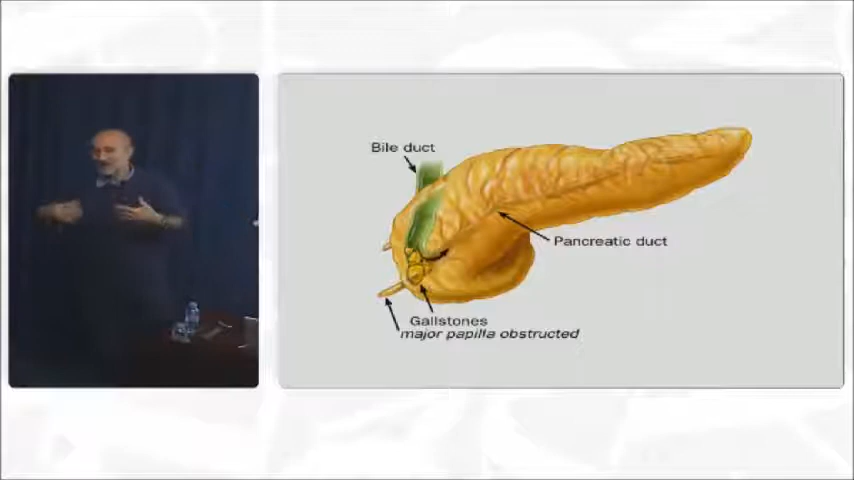 Bile duct
Pancreatic duct
Gallstones
major papilla obstructed